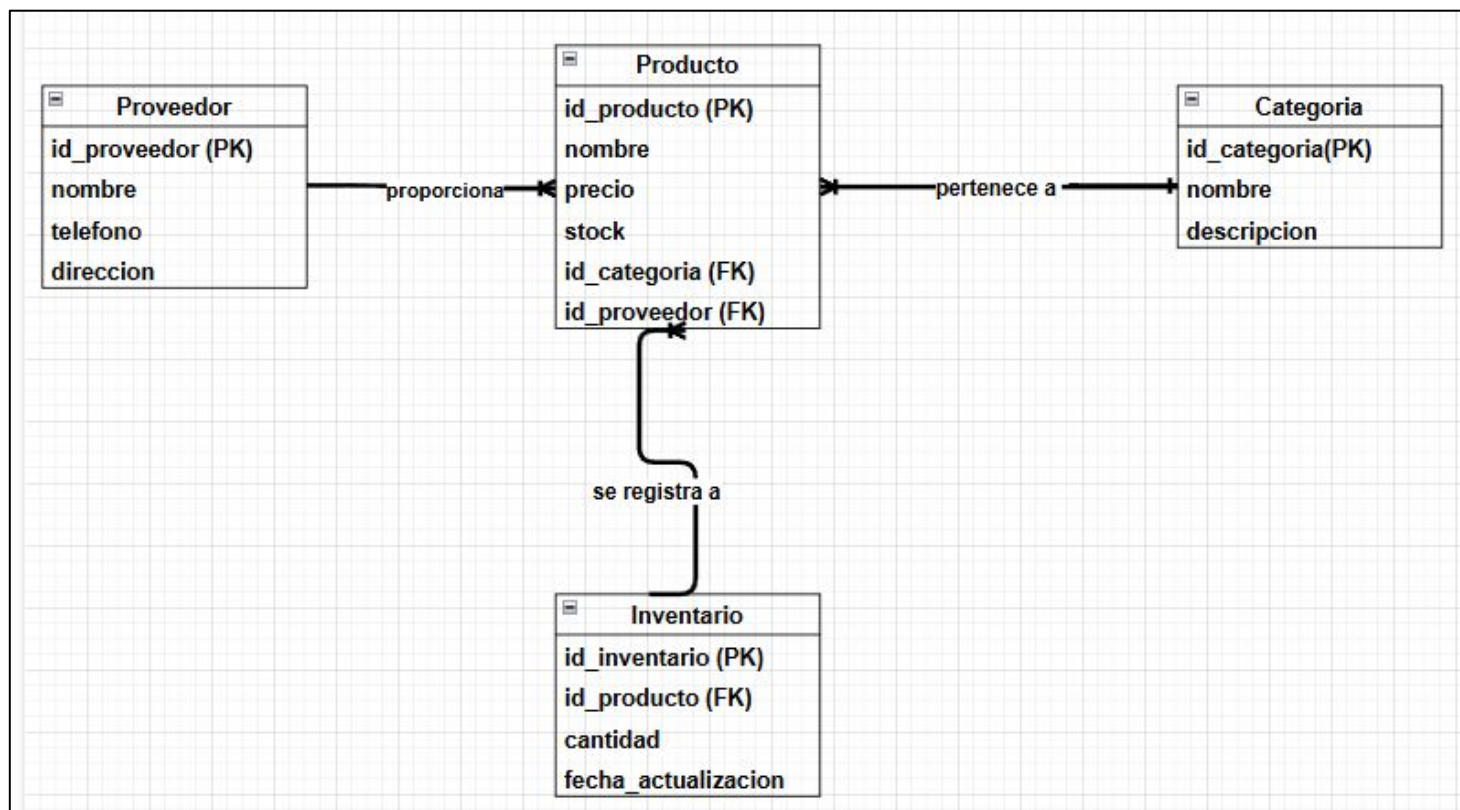 Proveedor
id_proveedor (PK)
nombre
telefono
direccion
proporciona
Producto
id_producto (PK)
nombre
precio
stock
id_categoria (FK)
id_proveedor (FK)
pertenece a
Categoria
id_categoria(PK)
nombre
descripcion
se registra a
Inventario
id_inventario (PK)
id_producto (FK)
cantidad
fecha_actualizacion